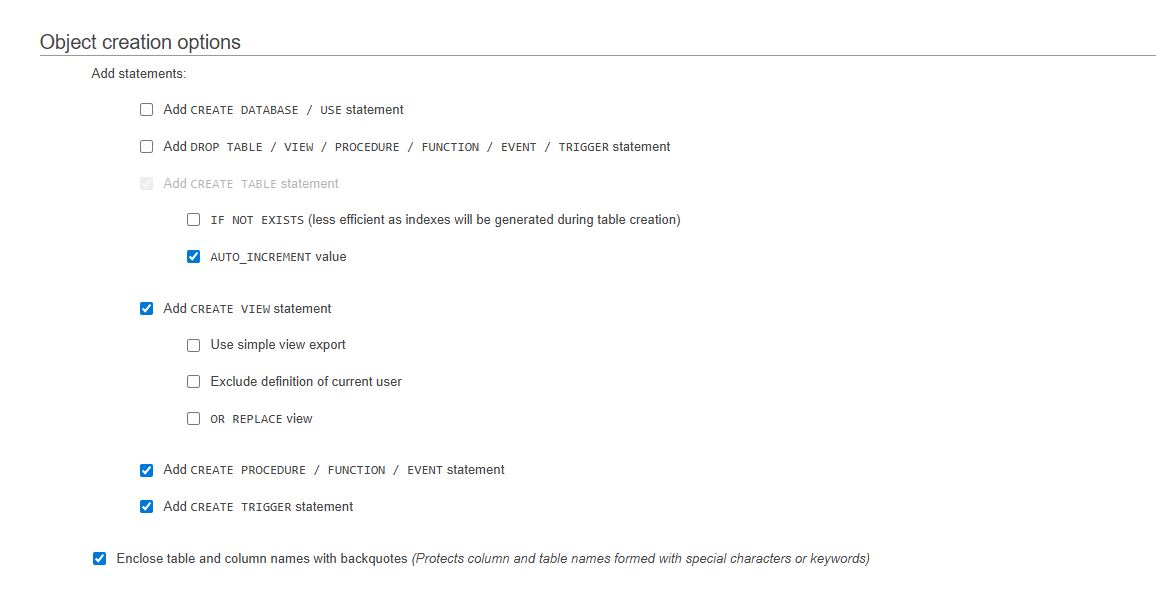 Object creation options
Add statements:
Add CREATE DATABASE / USE statement
Add DROP TABLE / VIEW / PROCEDURE / FUNCTION / EVENT / TRIGGER statement
Add CREATE TABLE statement
IF NOT EXISTS (less efficient as indexes will be generated during table creation)
AUTO_INCREMENT value
Add CREATE VIEW statement
Use simple view export
Exclude definition of current user
OR REPLACE view
Add CREATE PROCEDURE / FUNCTION / EVENT statement
Add CREATE TRIGGER statement
Enclose table and column names with backquotes (Protects column and table names formed with special characters or keywords)